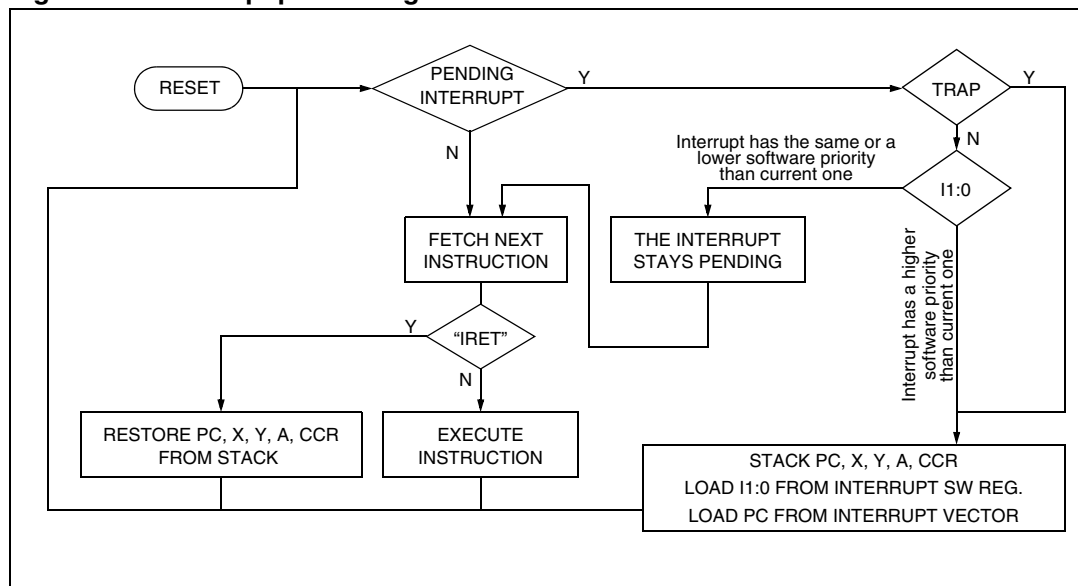 RESET
PENDING
INTERRUPT
Y
TRAP
Y
N
N
Interrupt has the same or a
lower software priority
than current one
I1:0
FETCH NEXT
INSTRUCTION
THE INTERRUPT
STAYS PENDING
Interrupt has a higher
software priority
than current one
Y
“IRET”
N
RESTORE PC, X, Y, A, CCR
FROM STACK
EXECUTE
INSTRUCTION
STACK PC, X, Y, A, CCR
LOAD I1:0 FROM INTERRUPT SW REG.
LOAD PC FROM INTERRUPT VECTOR